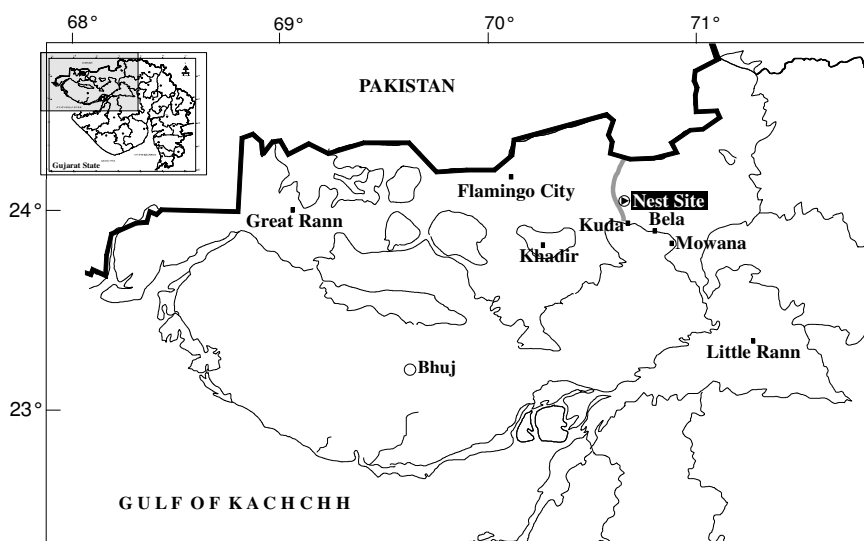 68° 69° 70° 71°
PAKISTAN
Gujarat State
Flamingo City
Nest Site
24°
Great Rann
Kuda
Bela
Khadir
Mowana
Little Rann
Bhuj
23°
GULF OF KACHCHH